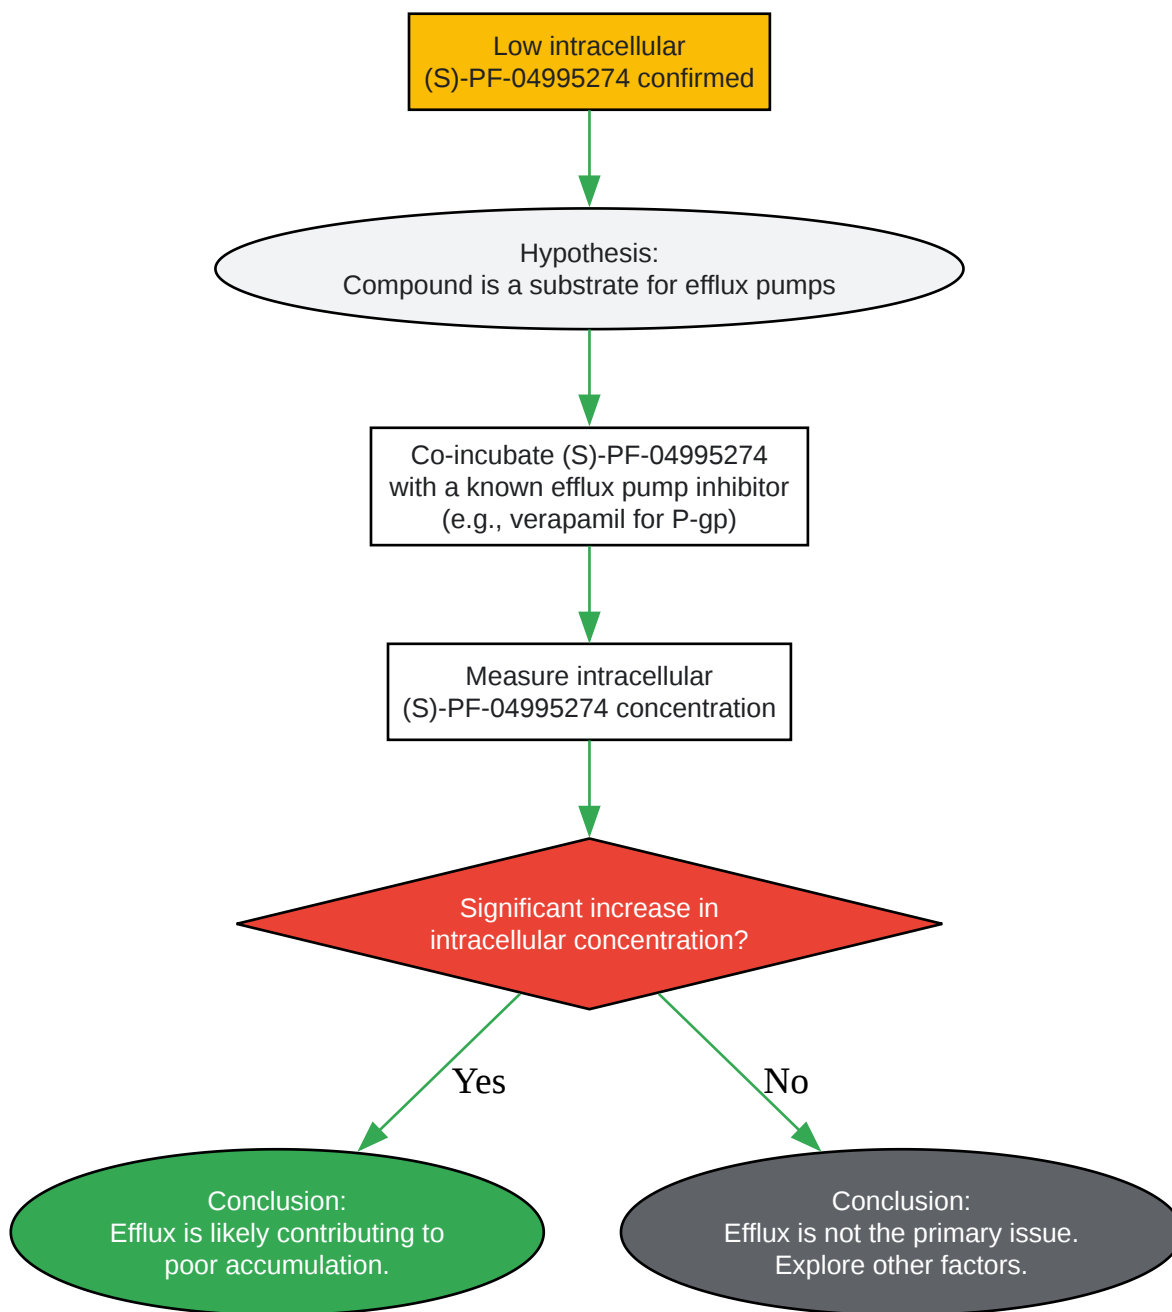 Low intracellular
(S)-PF-04995274 confirmed
Hypothesis:
Compound is a substrate for efflux pumps
Co-incubate (S)-PF-04995274
with a known efflux pump inhibitor
(e.g., verapamil for P-gp)
Measure intracellular
(S)-PF-04995274 concentration
Significant increase in
intracellular concentration?
Yes
No
Conclusion:
Efflux is likely contributing to
poor accumulation.
Conclusion:
Efflux is not the primary issue.
Explore other factors.